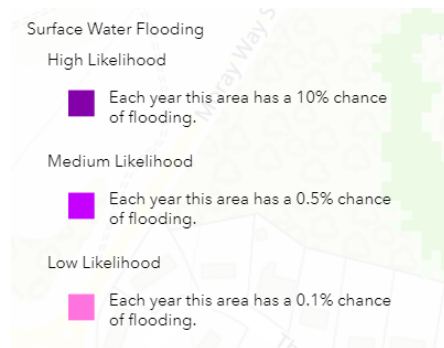 Surface Water Flooding
High Likelihood
Moray Way S
Each year this area has a 10% chance
of flooding.
Medium Likelihood
Each year this area has a 0.5% chance
of flooding.
Low Likelihood
Each year this area has a 0.1% chance
of flooding.